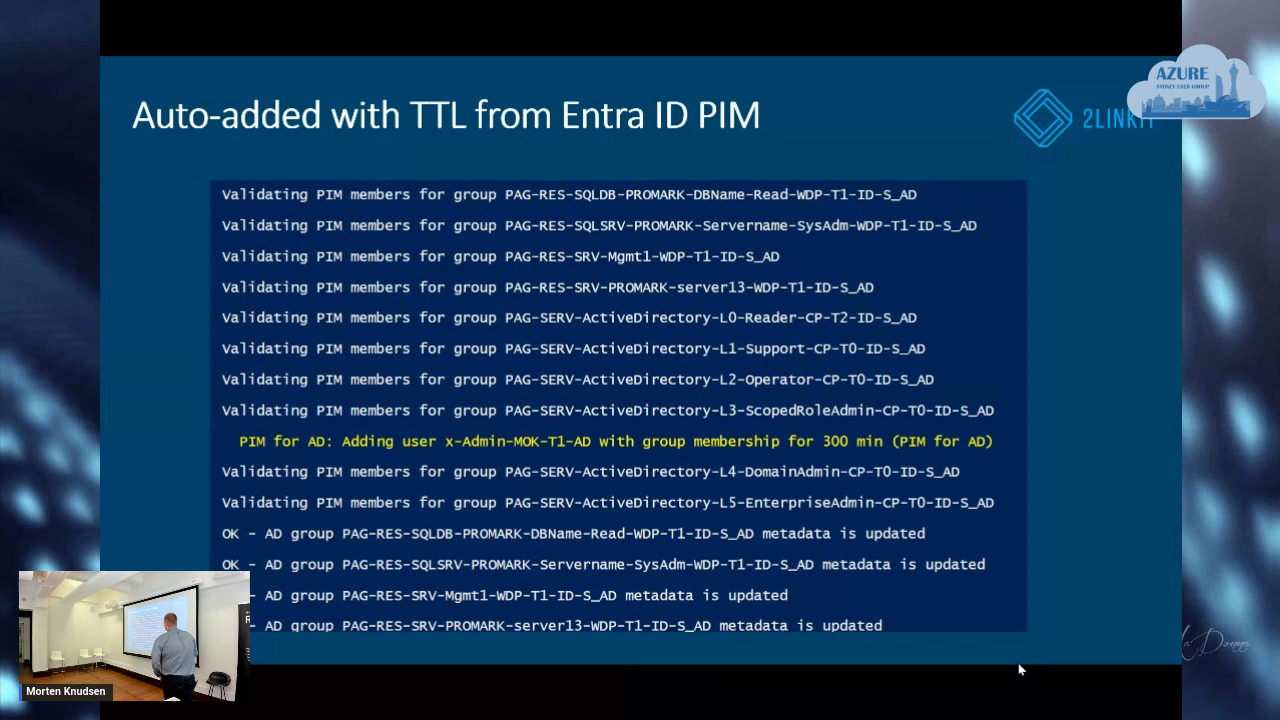 Auto-added with TTL from Entra ID PIM
AZURE
SYDNEY USER GROUP
2LINKIT
Validating PIM members for group PAG-RES-SQLDB-PROMARK-DBName-Read-WDP-T1-ID-S_AD
Validating PIM members for group PAG-RES-SQLSRV-PROMARK-Servername-SysAdm-WDP-T1-ID-S_AD
Validating PIM members for group PAG-RES-SRV-Mgmt1-WDP-T1-ID-S_AD
Validating PIM members for group PAG-RES-SRV-PROMARK-server13-WDP-T1-ID-S_AD
Validating PIM members for group PAG-SERV-ActiveDirectory-L0-Reader-CP-T2-ID-S_AD
Validating PIM members for group PAG-SERV-ActiveDirectory-L1-Support-CP-T0-ID-S_AD
Validating PIM members for group PAG-SERV-ActiveDirectory-L2-Operator-CP-T0-ID-S_AD
Validating PIM members for group PAG-SERV-ActiveDirectory-L3-ScopedRoleAdmin-CP-T0-ID-S_AD
PIM for AD: Adding user x-Admin-MOK-T1-AD with group membership for 300 min (PIM for AD)
Validating PIM members for group PAG-SERV-ActiveDirectory-L4-DomainAdmin-CP-T0-ID-S_AD
Validating PIM members for group PAG-SERV-ActiveDirectory-L5-EnterpriseAdmin-CP-T0-ID-S_AD
OK - AD group PAG-RES-SQLDB-PROMARK-DBName-Read-WDP-T1-ID-S_AD metadata is updated
OK - AD group PAG-RES-SQLSRV-PROMARK-Servername-SysAdm-WDP-T1-ID-S_AD metadata is updated
- AD group PAG-RES-SRV-Mgmt1-WDP-T1-ID-S_AD metadata is updated
- AD group PAG-RES-SRV-PROMARK-server13-WDP-T1-ID-S_AD metadata is updated
Morten Knudsen